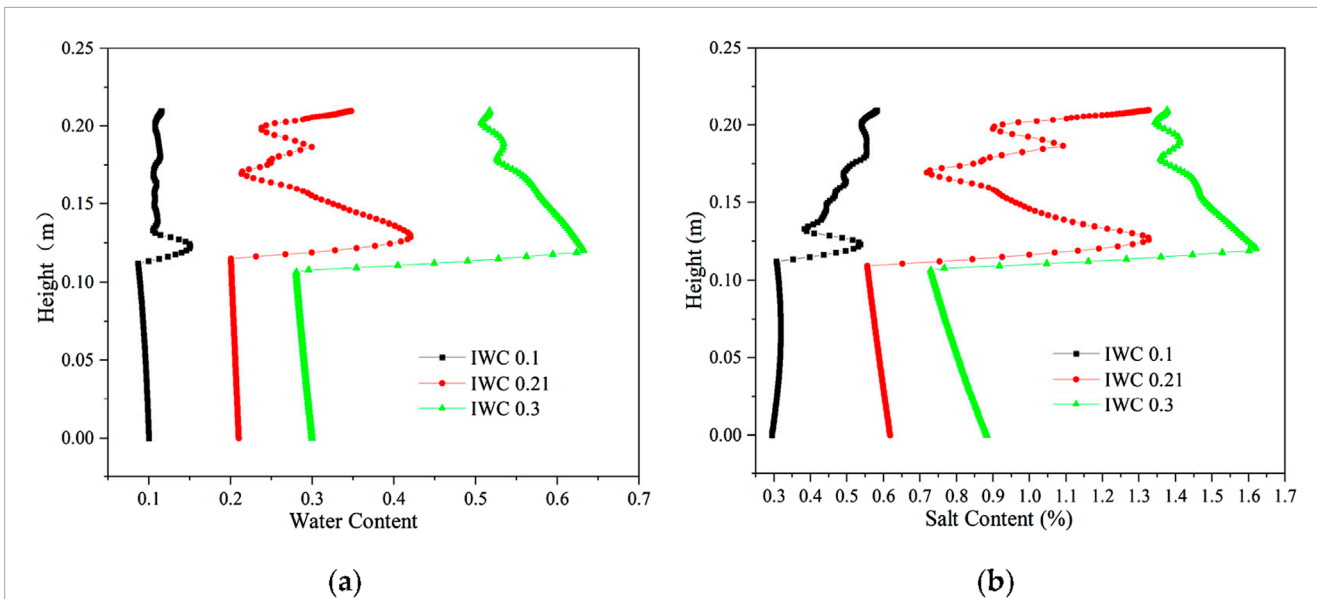 0.25
0.20
0.15
0.10
0.05
0.00
Height（m）
0.1 0.2 0.3 0.4 0.5 0.6 0.7
Water Content
IWC 0.1
IWC 0.21
IWC 0.3
(a)
0.25
0.20
0.15
0.10
0.05
0.00
Height (m)
0.3 0.4 0.5 0.6 0.7 0.8 0.9 1.0 1.1 1.2 1.3 1.4 1.5 1.6 1.7
Salt Content (%)
IWC 0.1
IWC 0.21
IWC 0.3
(b)